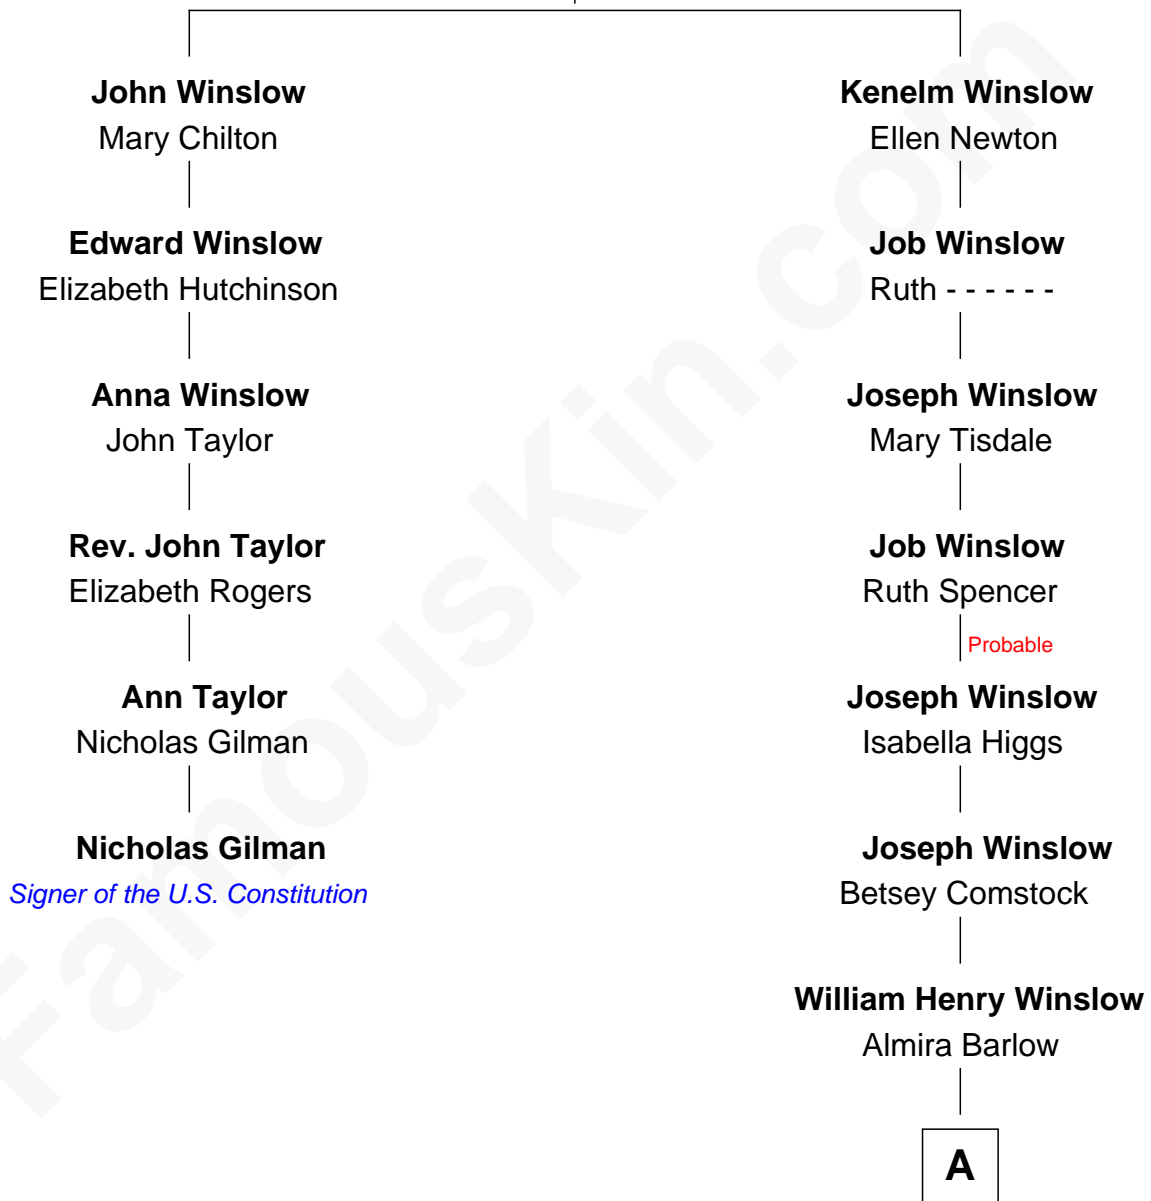 John Winslow
Mary Chilton
Edward Winslow
Elizabeth Hutchinson
Anna Winslow
John Taylor
Rev. John Taylor
Elizabeth Rogers
Ann Taylor
Nicholas Gilman
Nicholas Gilman
Signer of the U.S. Constitution
Kenelm Winslow
Ellen Newton
Job Winslow
Ruth - - - - - -
Joseph Winslow
Mary Tisdale
Job Winslow
Ruth Spencer
Probable
Joseph Winslow
Isabella Higgs
Joseph Winslow
Betsey Comstock
William Henry Winslow
Almira Barlow
A
FamousKin.com